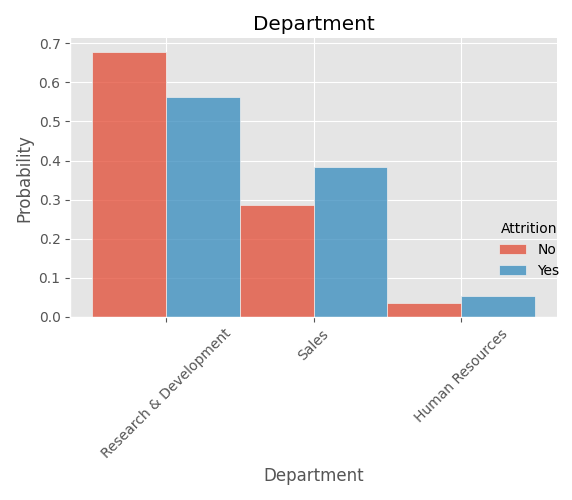 Department
0.7
0.6
0.5
0.4
0.3
0.2
0.1
0.0
Probability
Attrition
No
Yes
Research & Development
Sales
Human Resources
Department